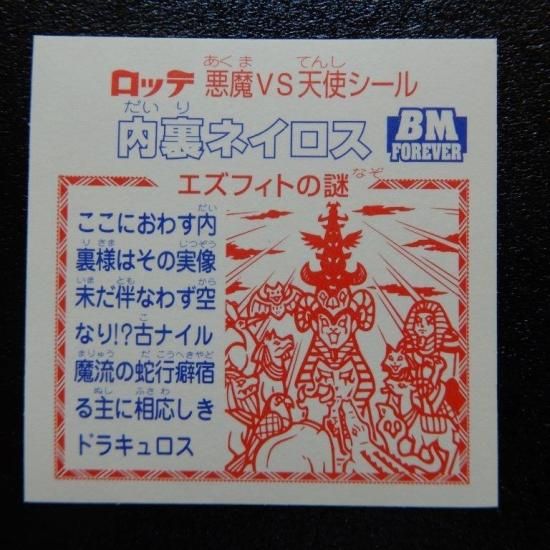 ロッテ 悪魔VS天使シール
内裏ネイロス
BM
FOREVER
エズフィトの謎
ここにおわす内
裏様はその実像
未だ伴なわず空
なり!?古ナイル
魔流の蛇行癖宿
る主に相応しき
ドラキュロス